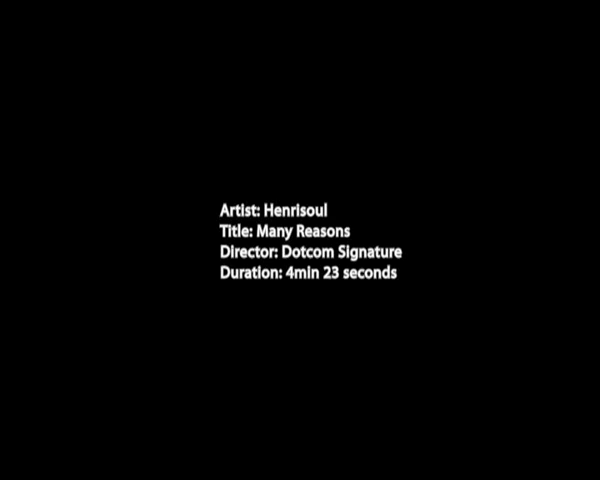 Artist: Henrisoul
Title: Many Reasons
Director: Dotcom Signature
Duration: 4min 23 seconds